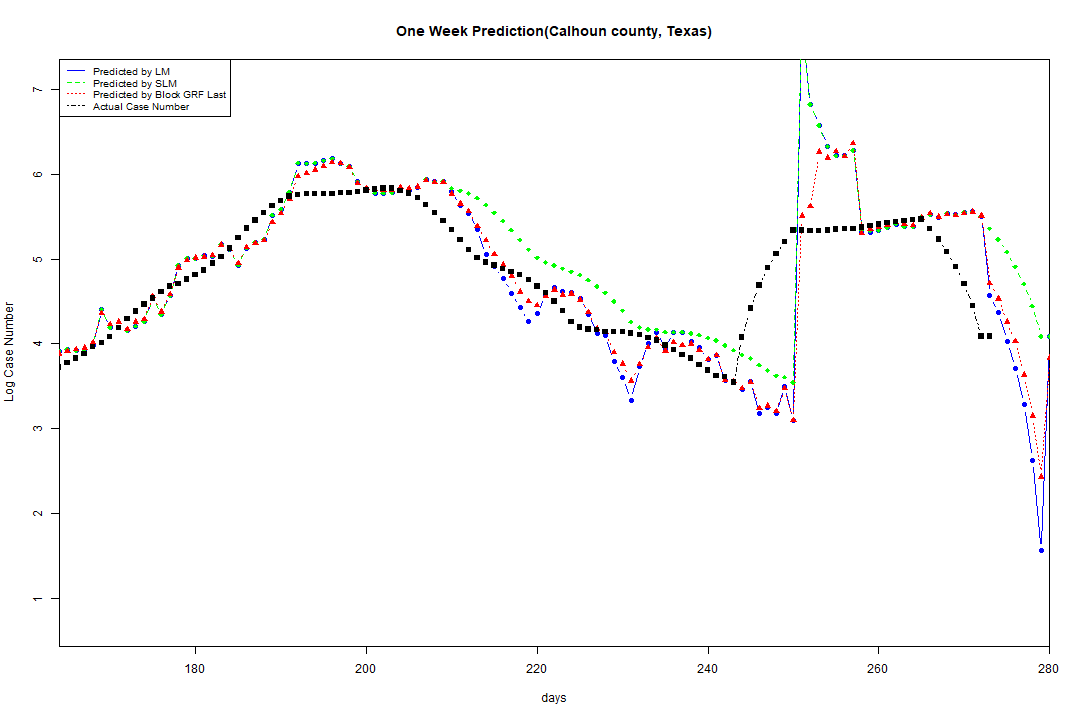 One Week Prediction(Calhoun county, Texas)
Predicted by LM
Predicted by SLM
Predicted by Block GRF Last
Actual Case Number
7
6
5
4
3
2
1
Log Case Number
180 200 220 240 260 280
days